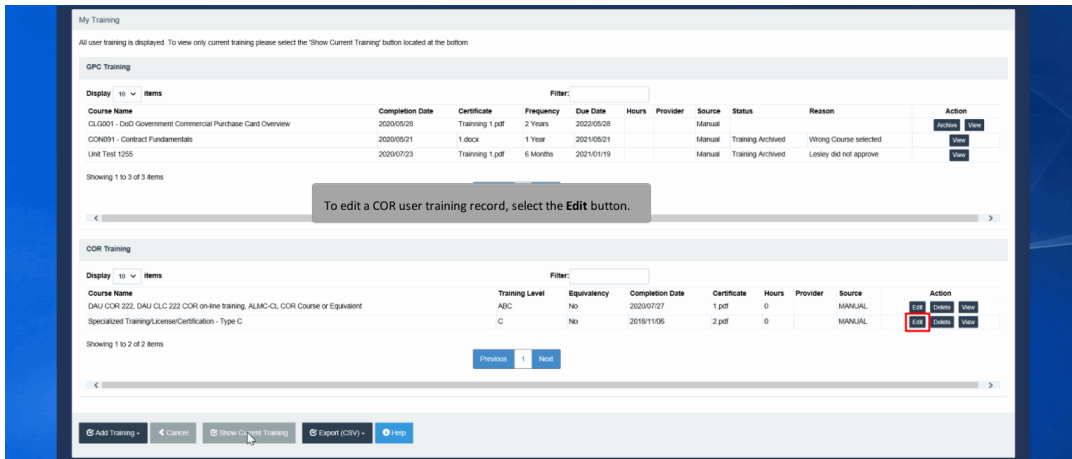 My Training
All user training is displayed. To view only current training please select the 'Show Current Training' button located at the bottom
GPC Training
Display 10 items Filter:
Course Name Completion Date Certificate Frequency Due Date Hours Provider Source Status Reason Action
CLG001 - DoD Government Commercial Purchase Card Overview 2020/05/28 Trainning 1.pdf 2 Years 2022/05/28 Manual Archive View
CON091 - Contract Fundamentals 2020/05/21 1.docx 1 Year 2021/05/21 Manual Training Archived Wrong Course selected View
Unit Test 1255 2020/07/23 Trainning 1.pdf 6 Months 2021/01/19 Manual Training Archived Lesley did not approve View
Showing 1 to 3 of 3 items
To edit a COR user training record, select the Edit button.
COR Training
Display 10 items Filter:
Course Name Training Level Equivalency Completion Date Certificate Hours Provider Source Action
DAU COR 222, DAU CLC 222 COR on-line training, ALMC-CL COR Course or Equivalent ABC No 2020/07/27 1.pdf 0 MANUAL Edit Delete View
Specialized Training/License/Certification - Type C C No 2018/11/06 2.pdf 0 MANUAL Edit Delete View
Showing 1 to 2 of 2 items
Previous 1 Next
Add Training Cancel Show Current Training Export (CSV) Help